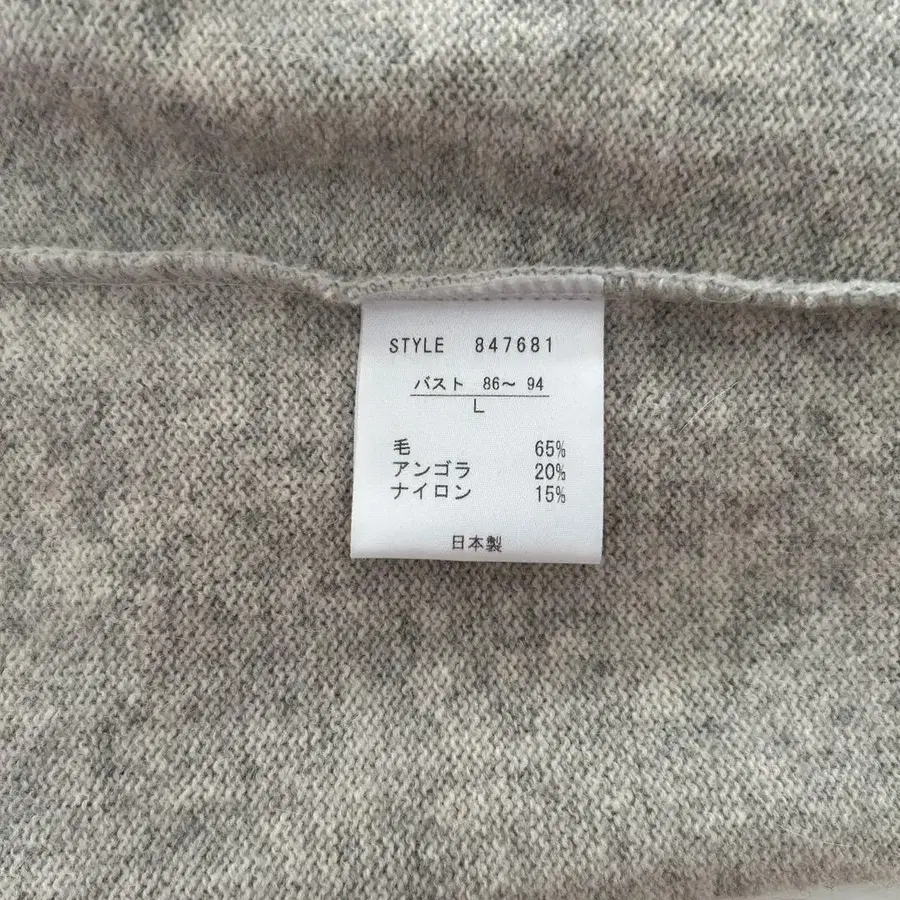 STYLE 847681
バスト 86〜 94
L
毛 65%
アンゴラ 20%
ナイロン 15%
日本製